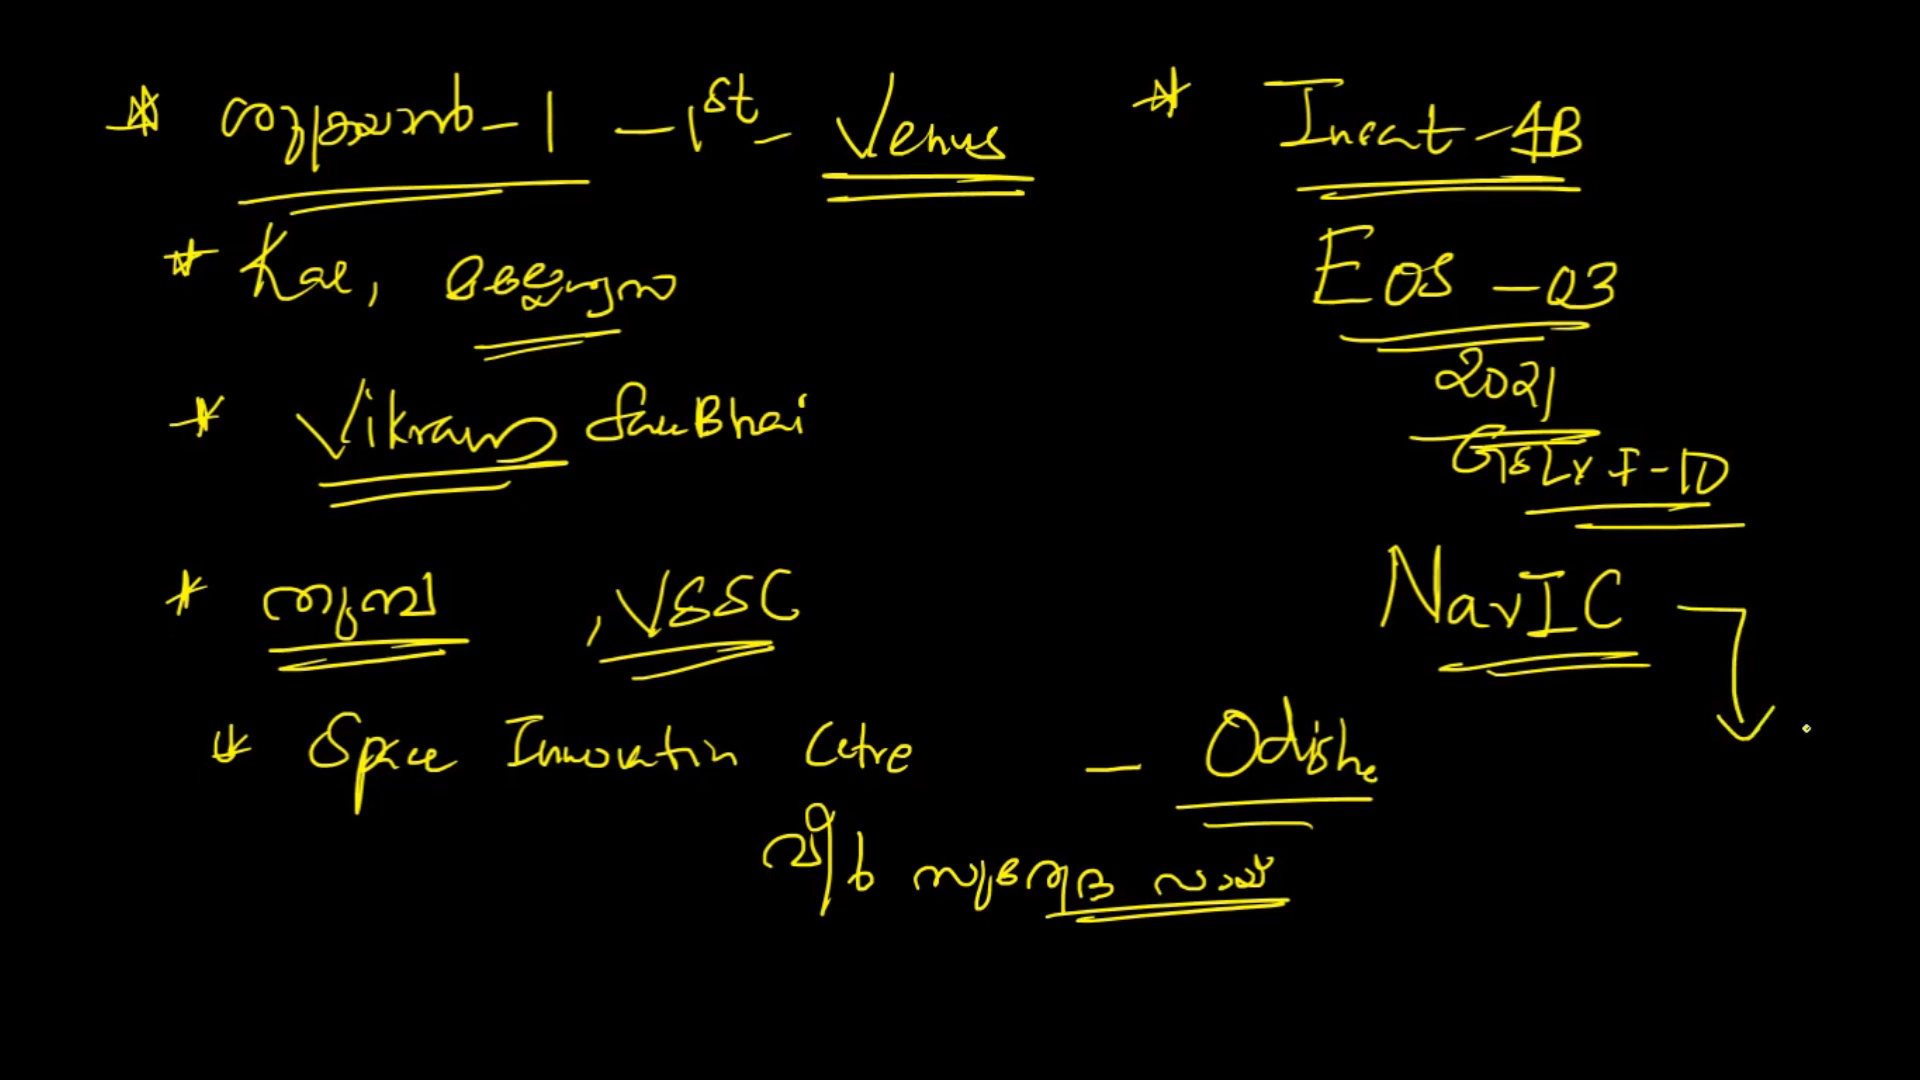 * ശുക്രയാൻ - 1 - 1st - Venus
* Kar,
* Vikram SaraBhai
* തുമ്പ , VSSC
* Space Innovation Cetre - Odisha
വീർ സുരേന്ദ്ര സായ്
* Insat - 4B
EOS - 03
2021
GSLV F - 10
NavIC